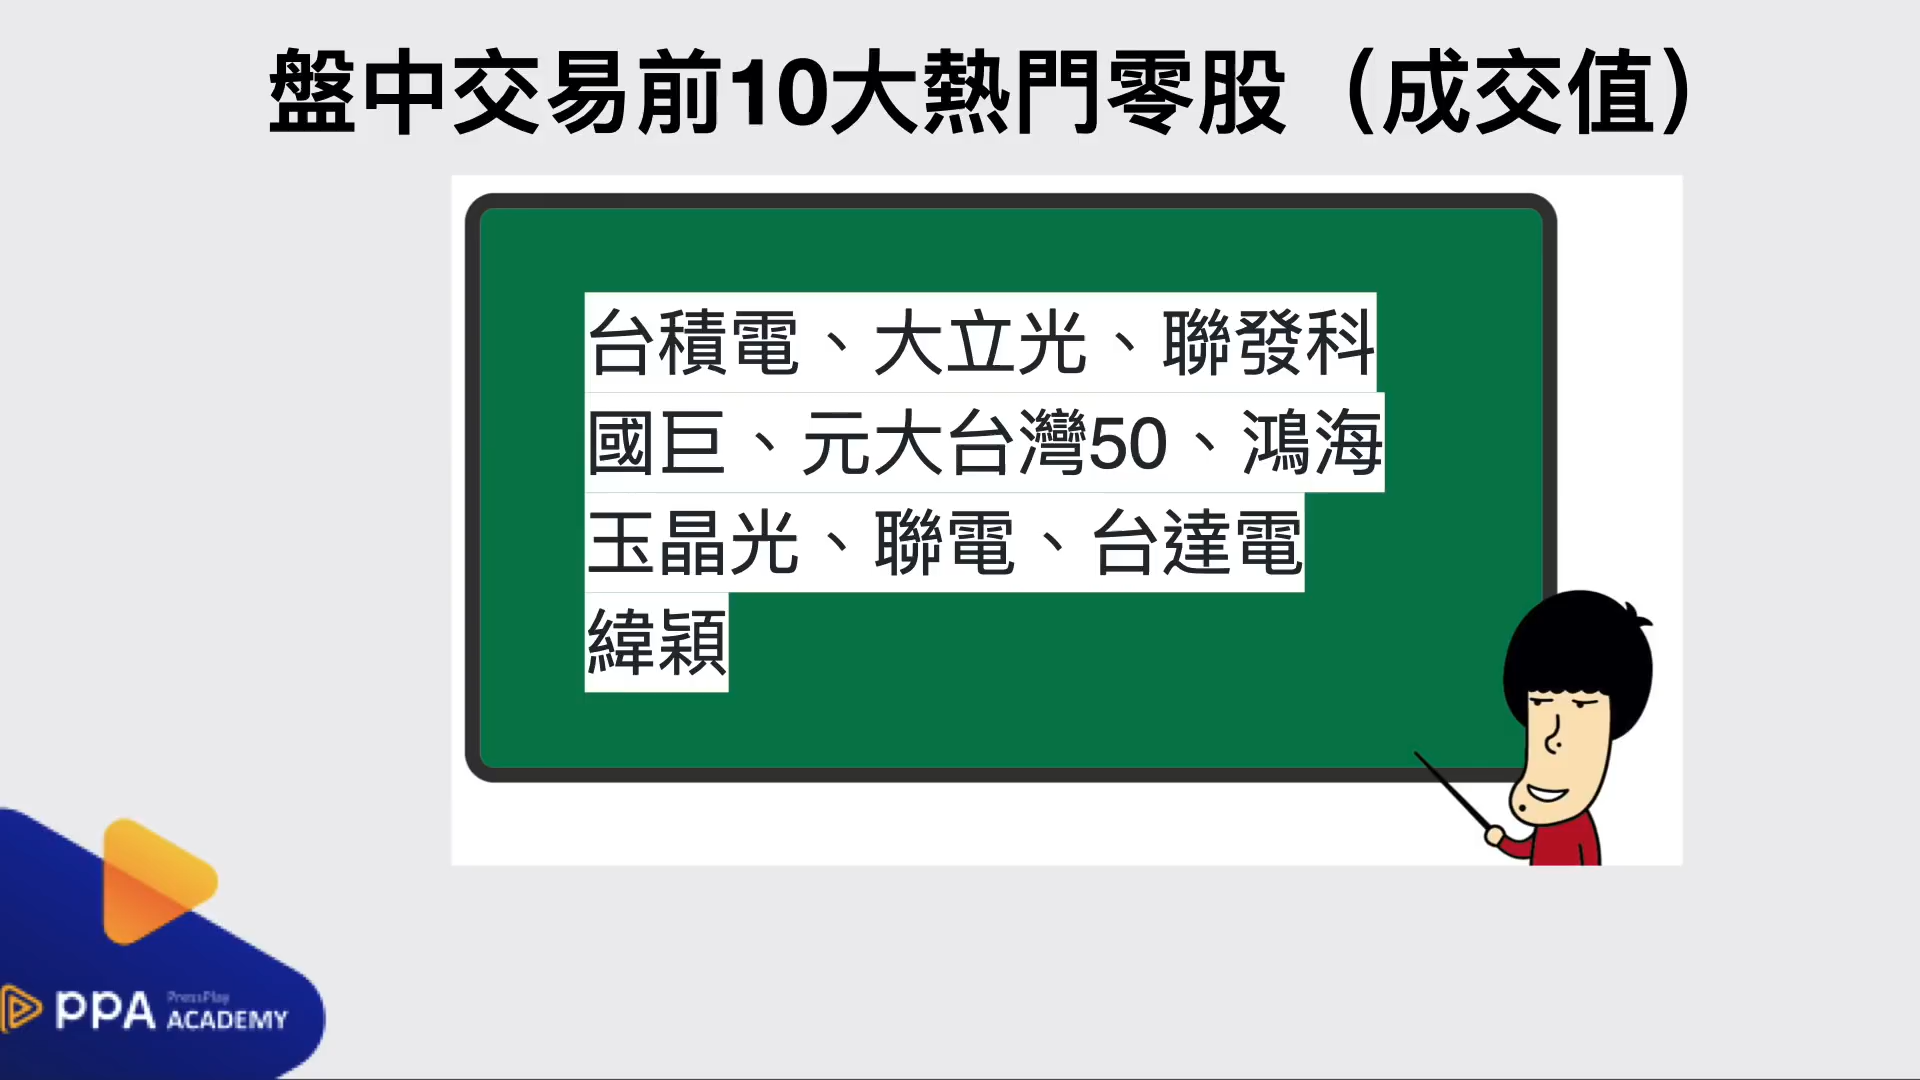 盤中交易前10大熱門零股（成交值）
台積電、大立光、聯發科
國巨、元大台灣50、鴻海
玉晶光、聯電、台達電
緯穎
PPA PressPlay ACADEMY